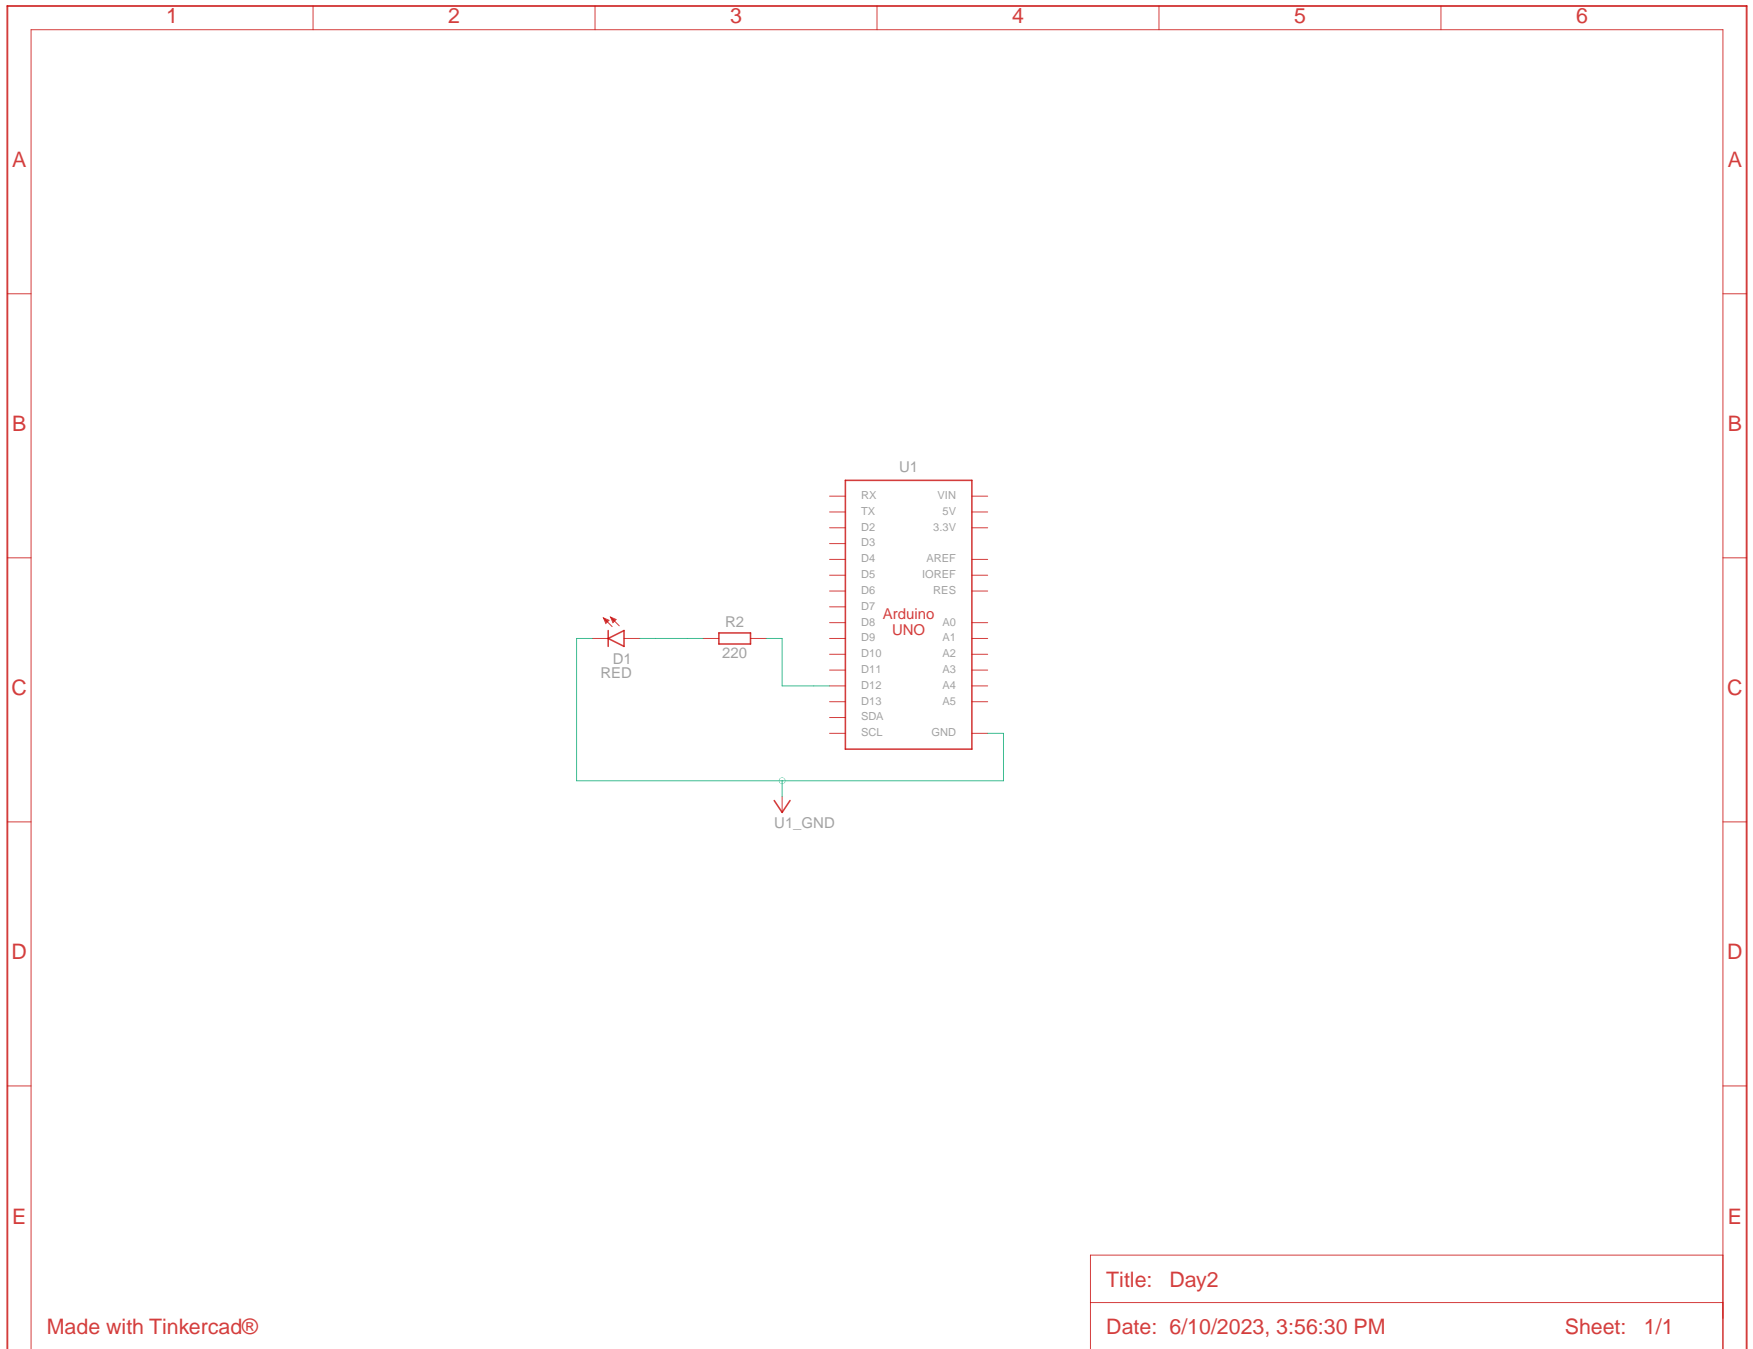 1 2 3 4 5 6
A A
B B
U1
RX VIN
TX 5V
D2 3.3V
D3
D4 AREF
D5 IOREF
D6 RES
D7
Arduino
UNO
D8 A0
D9 A1
D10 A2
D11 A3
D12 A4
D13 A5
SDA
SCL GND
R2
220
D1
RED
C C
U1_GND
D D
E E
Title: Day2
Made with Tinkercad®
Date: 6/10/2023, 3:56:30 PM Sheet: 1/1